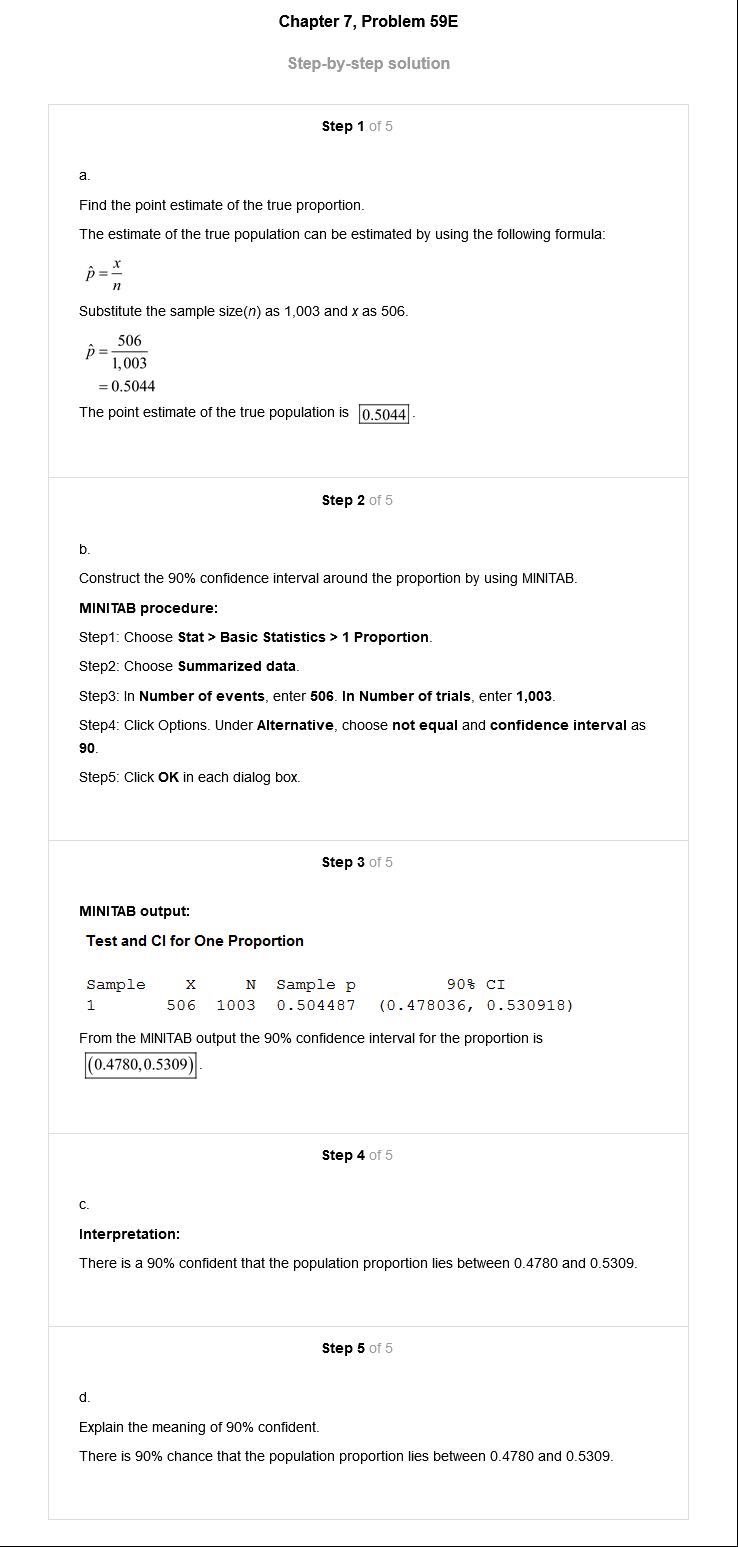 Chapter 7, Problem 59E
Step-by-step solution
Step 1 of 5
a.
Find the point estimate of the true proportion.
The estimate of the true population can be estimated by using the following formula:
p̂ = x/n
Substitute the sample size(n) as 1,003 and x as 506.
p̂ = 506/1,003
= 0.5044
The point estimate of the true population is 0.5044.
Step 2 of 5
b.
Construct the 90% confidence interval around the proportion by using MINITAB.
MINITAB procedure:
Step1: Choose Stat > Basic Statistics > 1 Proportion.
Step2: Choose Summarized data.
Step3: In Number of events, enter 506. In Number of trials, enter 1,003.
Step4: Click Options. Under Alternative, choose not equal and confidence interval as
90.
Step5: Click OK in each dialog box.
Step 3 of 5
MINITAB output:
Test and CI for One Proportion
Sample X N Sample p 90% CI
1 506 1003 0.504487 (0.478036, 0.530918)
From the MINITAB output the 90% confidence interval for the proportion is
(0.4780,0.5309).
Step 4 of 5
c.
Interpretation:
There is a 90% confident that the population proportion lies between 0.4780 and 0.5309.
Step 5 of 5
d.
Explain the meaning of 90% confident.
There is 90% chance that the population proportion lies between 0.4780 and 0.5309.